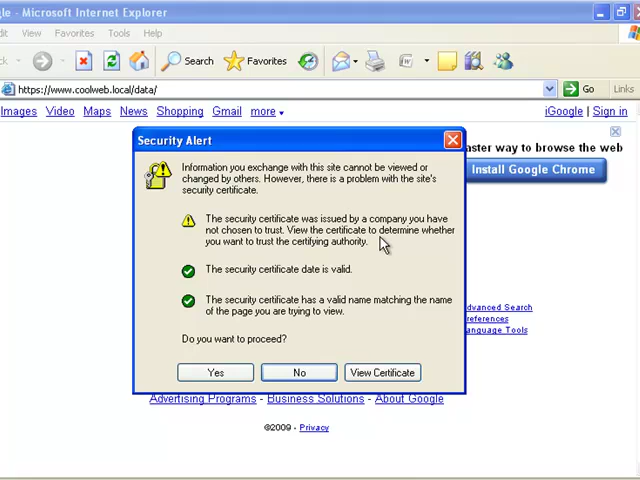 gle - Microsoft Internet Explorer
dit View Favorites Tools Help
Search Favorites
https://www.coolweb.local/data/ Go Links
Images Video Maps News Shopping Gmail more iGoogle | Sign in
Security Alert
aster way to browse the web
Install Google Chrome
Information you exchange with this site cannot be viewed or
changed by others. However, there is a problem with the site's
security certificate.
The security certificate was issued by a company you have
not chosen to trust. View the certificate to determine whether
you want to trust the certifying authority.
The security certificate date is valid.
The security certificate has a valid name matching the name
of the page you are trying to view.
dvanced Search
references
anguage Tools
Do you want to proceed?
Yes No View Certificate
Advertising Programs - Business Solutions - About Google
©2009 - Privacy